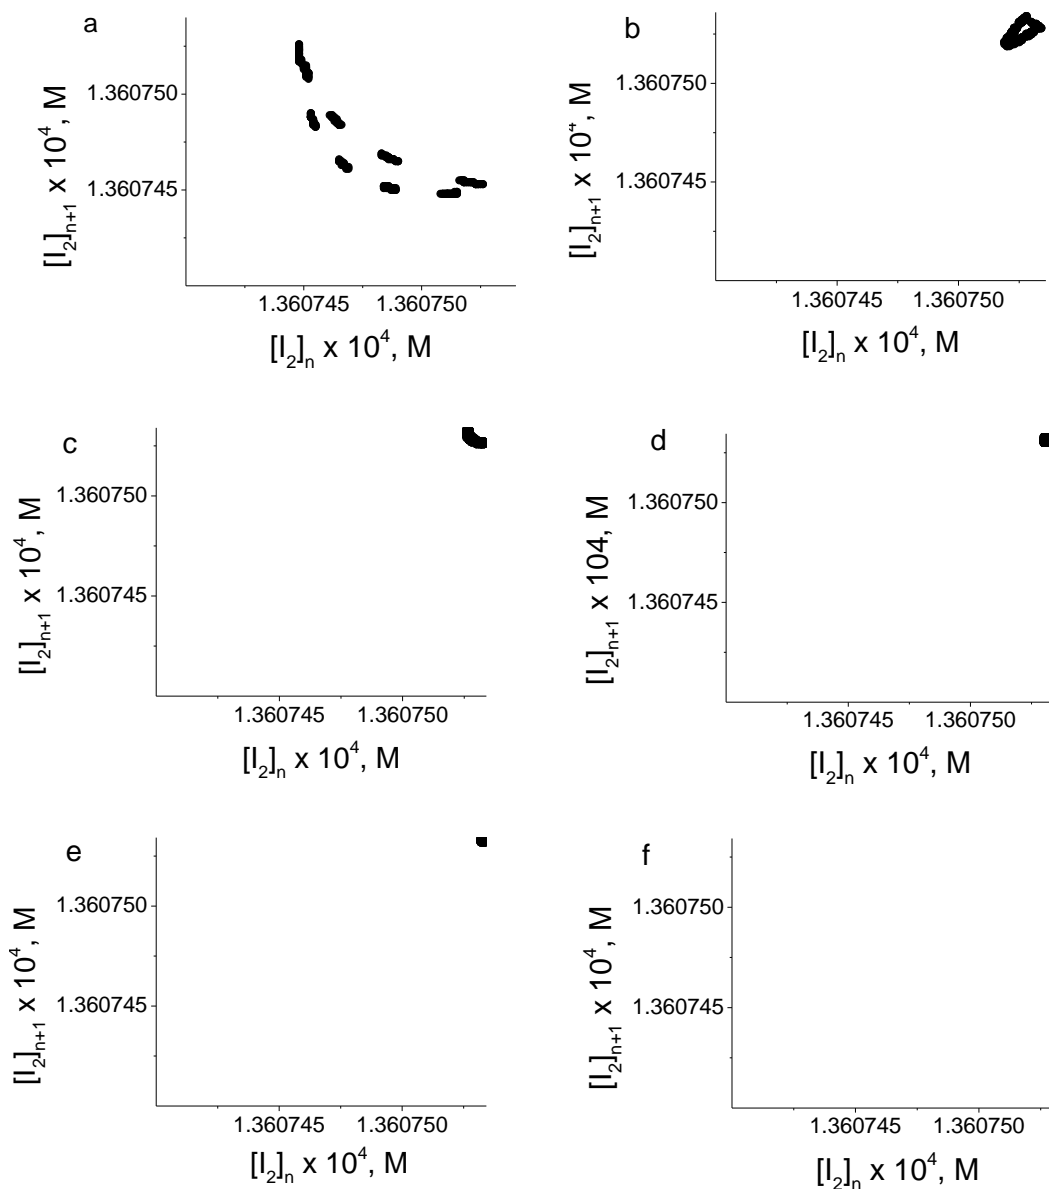 a
[I2]n+1 x 10^4, M
1.360750
1.360745
1.360745 1.360750
[I2]n x 10^4, M
b
[I2]n+1 x 10^4, M
1.360750
1.360745
1.360745 1.360750
[I2]n x 10^4, M
c
[I2]n+1 x 10^4, M
1.360750
1.360745
1.360745 1.360750
[I2]n x 10^4, M
d
[I2]n+1 x 104, M
1.360750
1.360745
1.360745 1.360750
[I2]n x 10^4, M
e
[I2]n+1 x 10^4, M
1.360750
1.360745
1.360745 1.360750
[I2]n x 10^4, M
f
[I2]n+1 x 10^4, M
1.360750
1.360745
1.360745 1.360750
[I2]n x 10^4, M